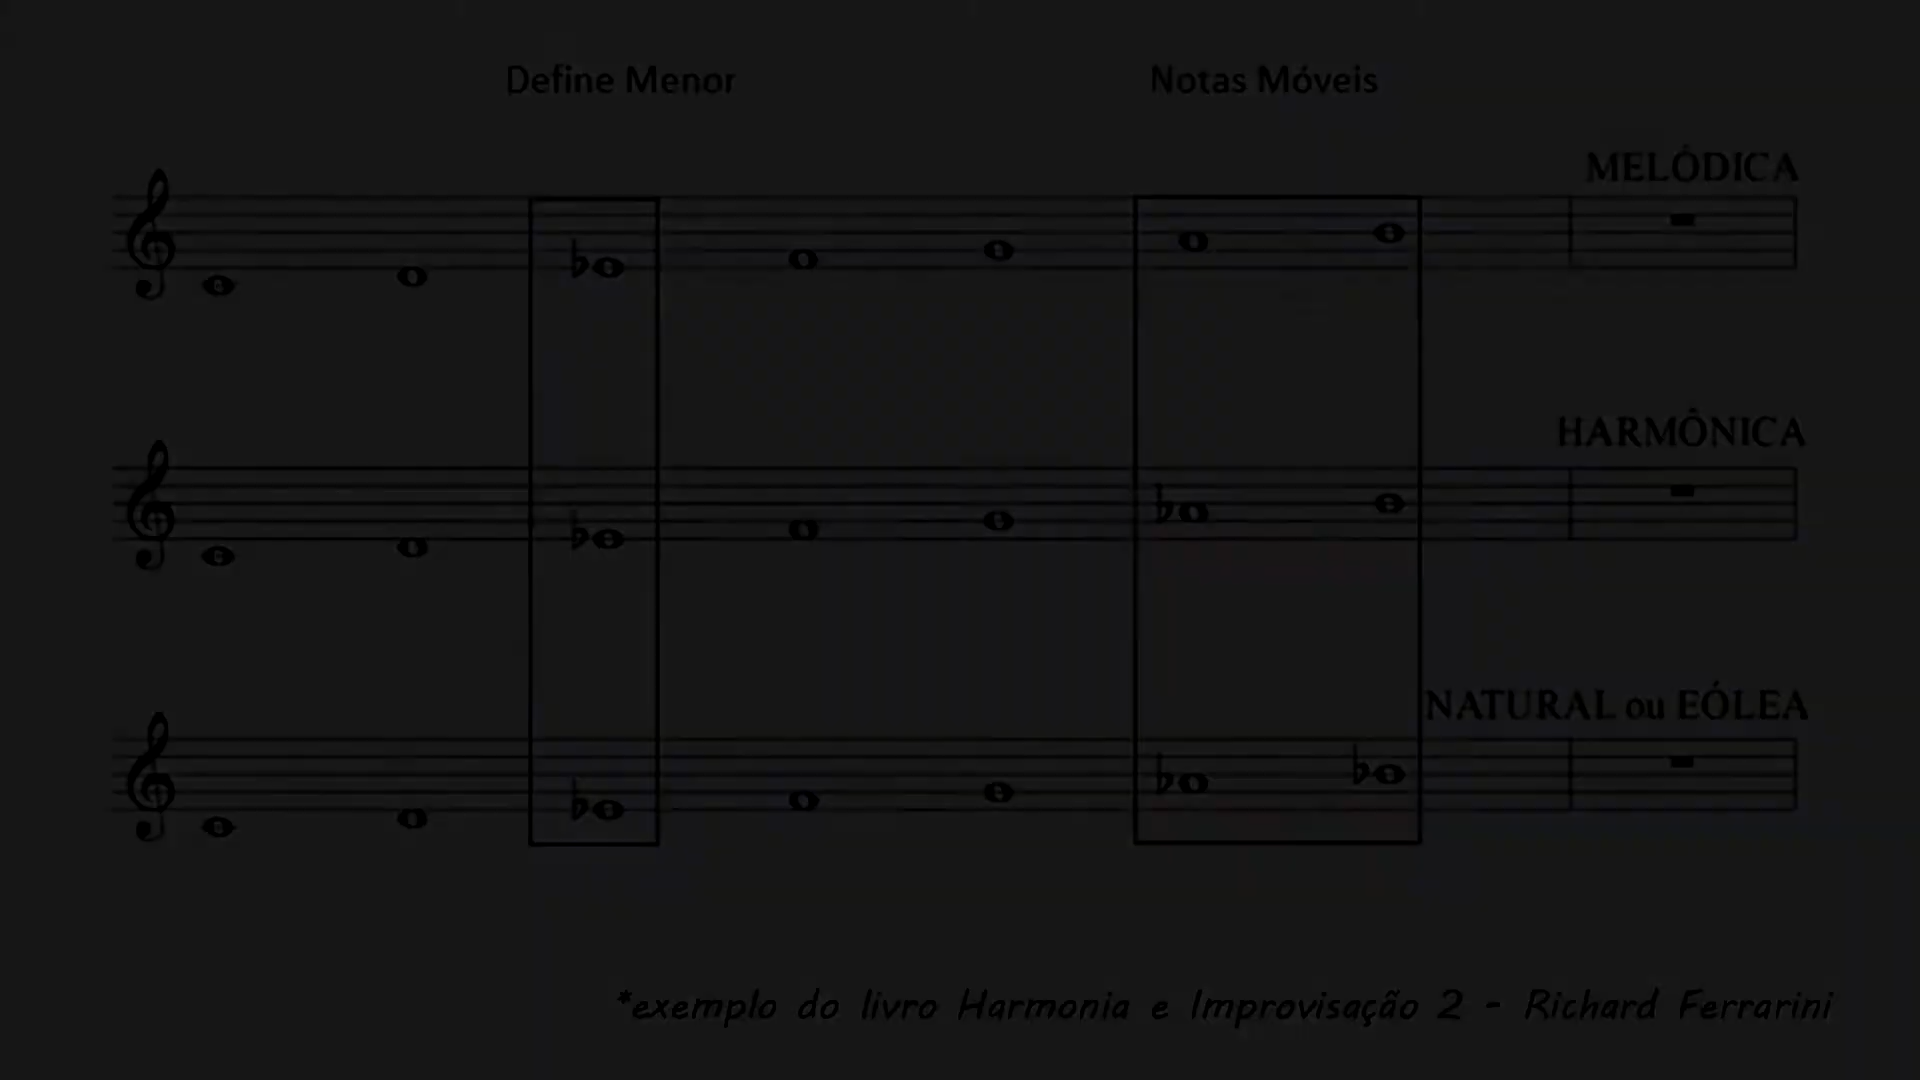 Define Menor
Notas Móveis
MELÓDICA
HARMÔNICA
NATURAL ou EÓLEA
*exemplo do livro Harmonia e Improvisação 2 - Richard Ferrarini